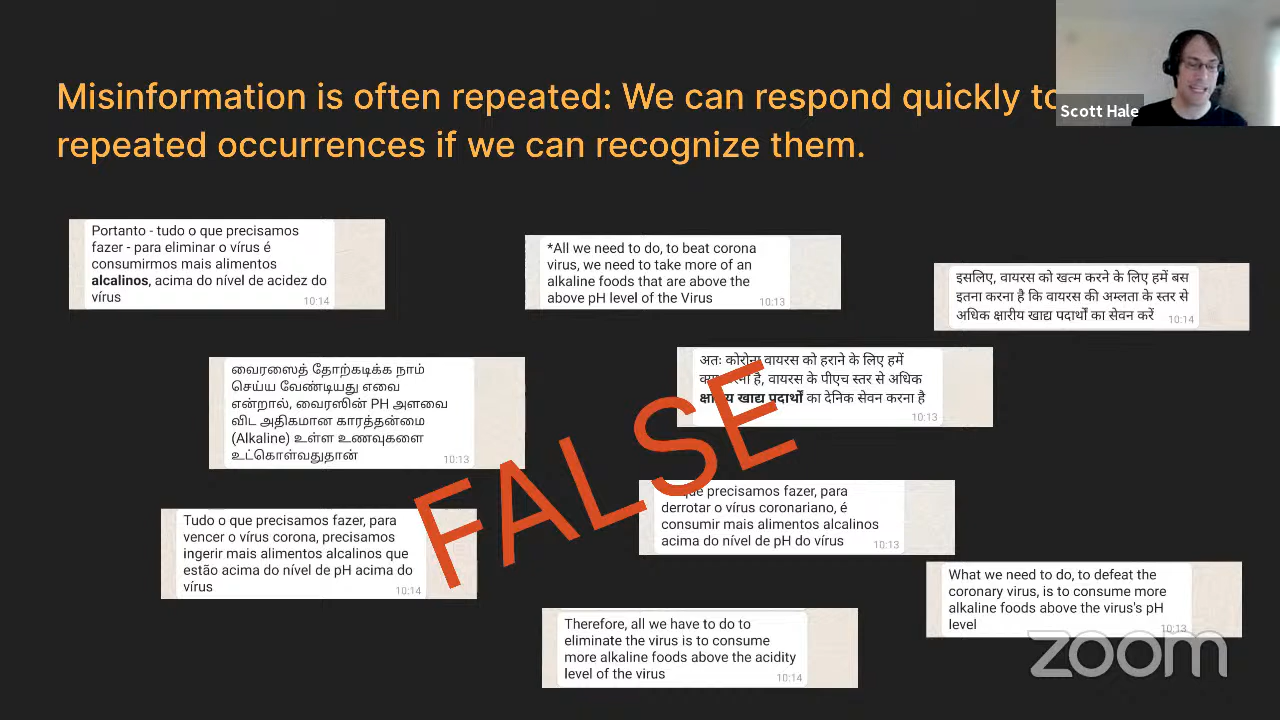 Misinformation is often repeated: We can respond quickly to
repeated occurrences if we can recognize them.
Scott Hale
Portanto - tudo o que precisamos
fazer - para eliminar o vírus é
consumirmos mais alimentos
alcalinos, acima do nível de acidez do
vírus
10:14
*All we need to do, to beat corona
virus, we need to take more of an
alkaline foods that are above the
above pH level of the Virus
10:13
इसलिए, वायरस को खत्म करने के लिए हमें बस
इतना करना है कि वायरस की अम्लता के स्तर से
अधिक क्षारीय खाद्य पदार्थों का सेवन करें
10:14
வைரஸைத் தோற்கடிக்க நாம்
செய்ய வேண்டியது எவை
என்றால், வைரஸின் PH அளவை
விட அதிகமான காரத்தன்மை
(Alkaline) உள்ள உணவுகளை
உட்கொள்வதுதான்
10:13
अतः कोरोना वायरस को हराने के लिए हमें
करना है, वायरस के पीएच स्तर से अधिक
क्षारीय खाद्य पदार्थों का देनिक सेवन करना है
10:13
FALSE
Tudo o que precisamos fazer, para
vencer o vírus corona, precisamos
ingerir mais alimentos alcalinos que
estão acima do nível de pH acima do
vírus
10:14
que precisamos fazer, para
derrotar o vírus coronariano, é
consumir mais alimentos alcalinos
acima do nível de pH do vírus
10:13
What we need to do, to defeat the
coronary virus, is to consume more
alkaline foods above the virus's pH
level
10:13
Therefore, all we have to do to
eliminate the virus is to consume
more alkaline foods above the acidity
level of the virus
10:14
zoom